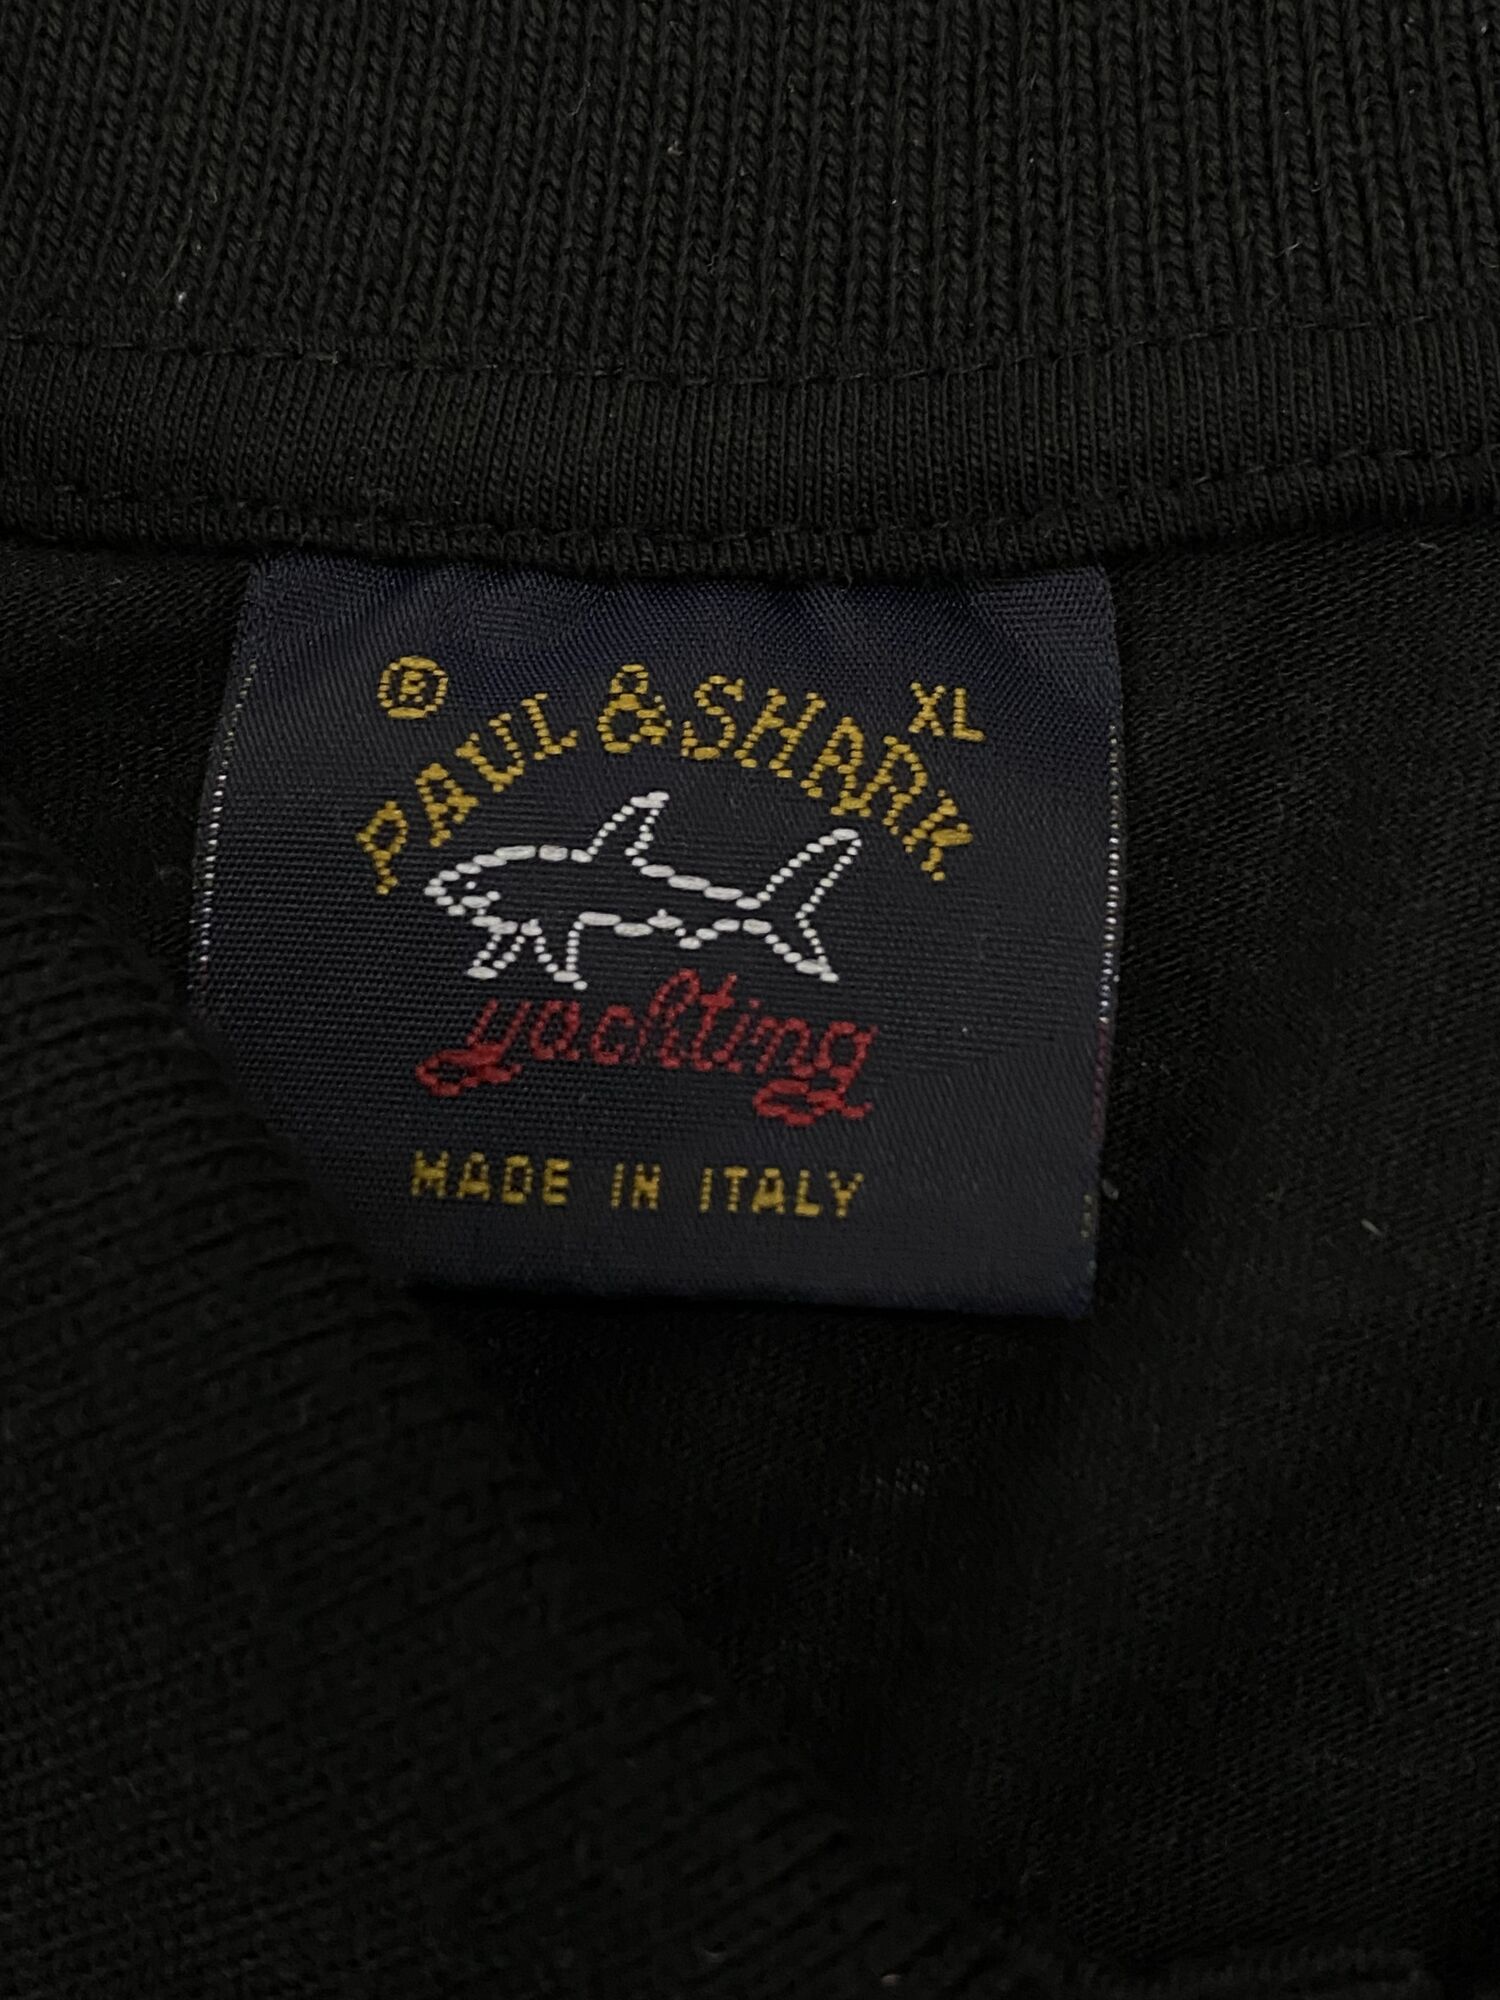 ® XL
PAUL & SHARK
yachting
MADE IN ITALY